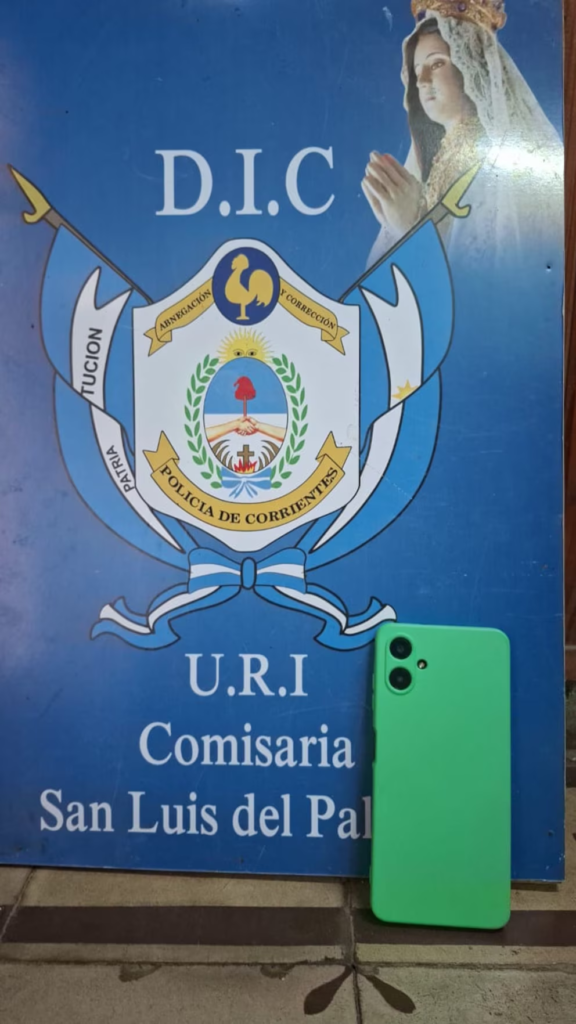 D.I.C
ABNEGACIÓN Y CORRECCIÓN
TUCION
PATRIA
POLICIA DE CORRIENTES
U.R.I
Comisaria
San Luis del Pal